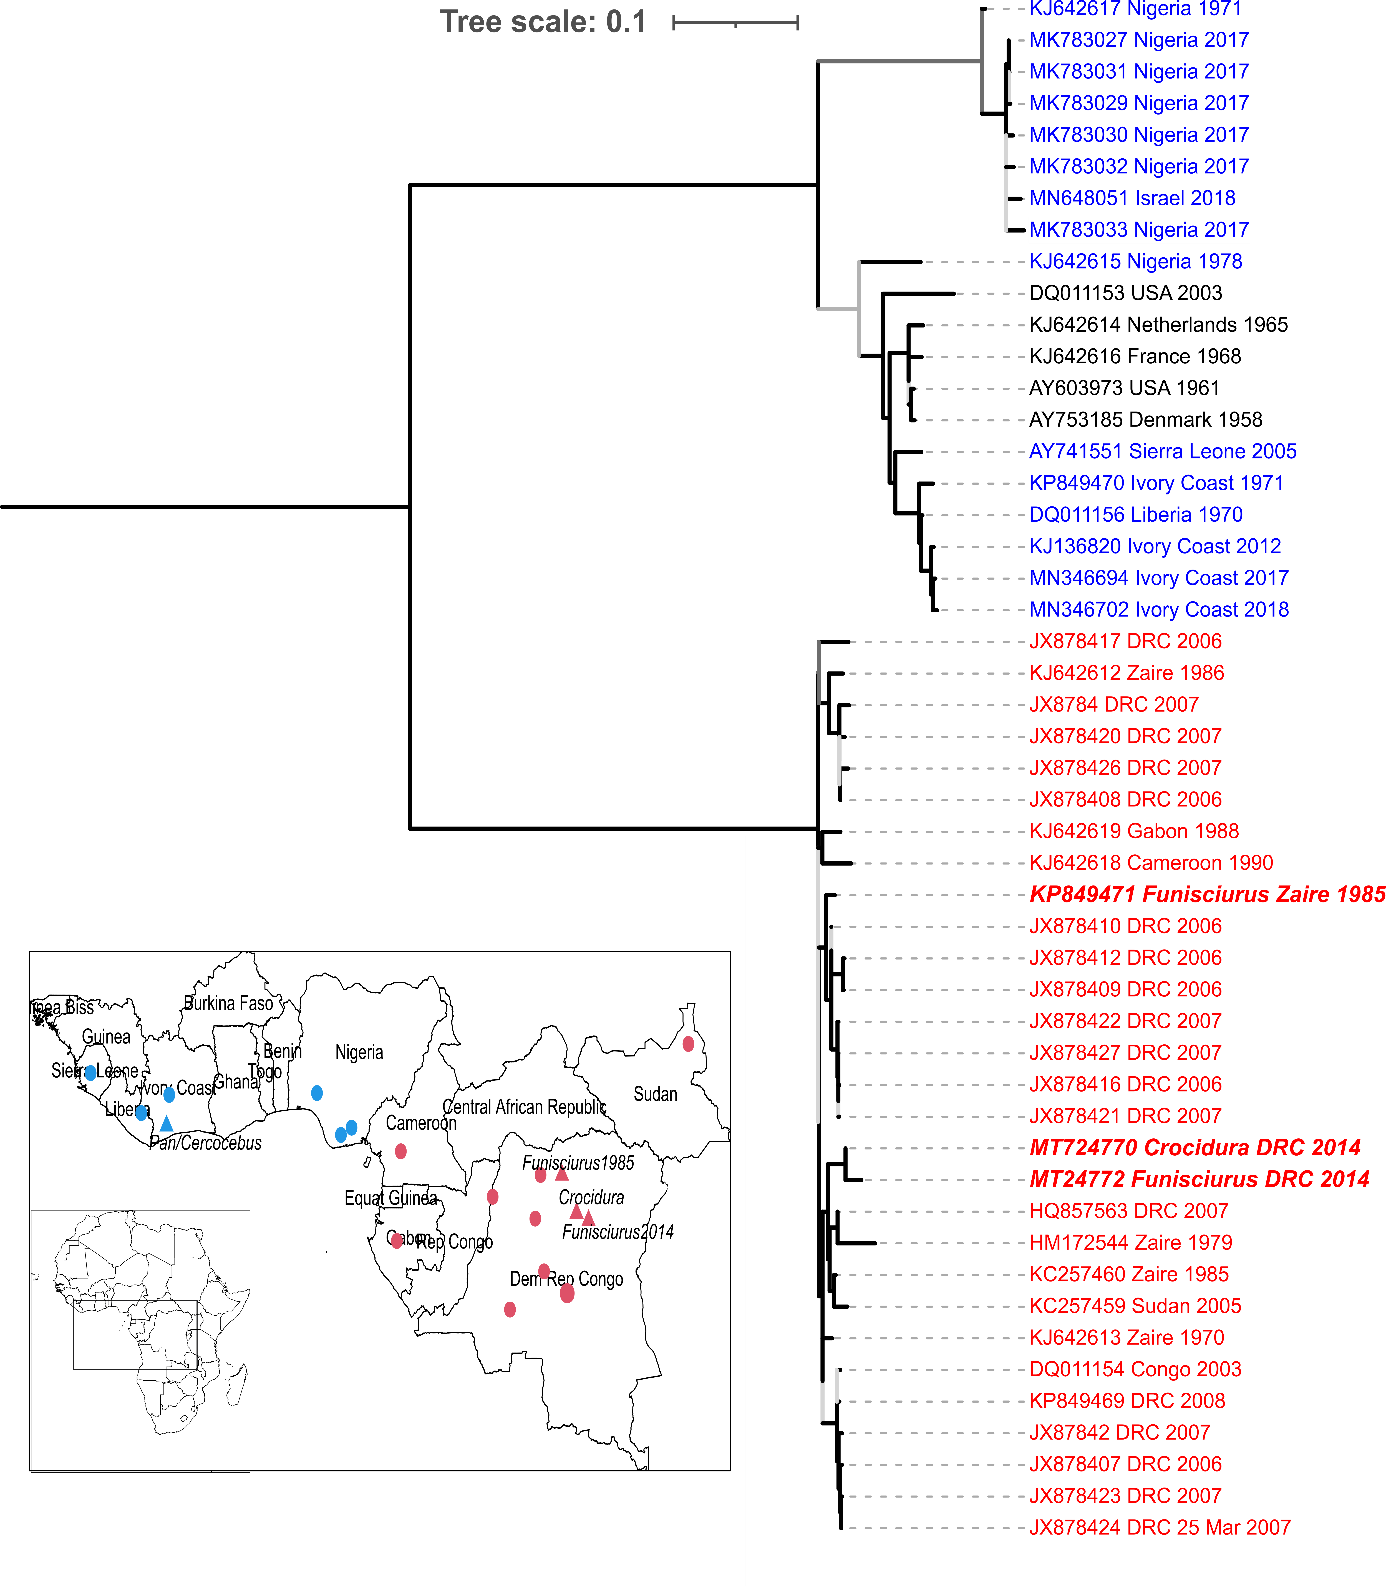 Tree scale: 0.1
KJ642617 Nigeria 1971
MK783027 Nigeria 2017
MK783031 Nigeria 2017
MK783029 Nigeria 2017
MK783030 Nigeria 2017
MK783032 Nigeria 2017
MN648051 Israel 2018
MK783033 Nigeria 2017
KJ642615 Nigeria 1978
DQ011153 USA 2003
KJ642614 Netherlands 1965
KJ642616 France 1968
AY603973 USA 1961
AY753185 Denmark 1958
AY741551 Sierra Leone 2005
KP849470 Ivory Coast 1971
DQ011156 Liberia 1970
KJ136820 Ivory Coast 2012
MN346694 Ivory Coast 2017
MN346702 Ivory Coast 2018
JX878417 DRC 2006
KJ642612 Zaire 1986
JX8784 DRC 2007
JX878420 DRC 2007
JX878426 DRC 2007
JX878408 DRC 2006
KJ642619 Gabon 1988
KJ642618 Cameroon 1990
KP849471 Funisciurus Zaire 1985
JX878410 DRC 2006
JX878412 DRC 2006
JX878409 DRC 2006
JX878422 DRC 2007
JX878427 DRC 2007
JX878416 DRC 2006
JX878421 DRC 2007
MT724770 Crocidura DRC 2014
MT24772 Funisciurus DRC 2014
HQ857563 DRC 2007
HM172544 Zaire 1979
KC257460 Zaire 1985
KC257459 Sudan 2005
KJ642613 Zaire 1970
DQ011154 Congo 2003
KP849469 DRC 2008
JX87842 DRC 2007
JX878407 DRC 2006
JX878423 DRC 2007
JX878424 DRC 25 Mar 2007
Biss
Burkina Faso
Guinea
Benin
Nigeria
Sierra Leone
Togo
Ghana
Ivory Coast
Sudan
Liberia
Central African Republic
Cameroon
Pan/Cercocebus
Funisciurus1985
Equat Guinea
Crocidura
Funisciurus2014
Gabon
Rep Congo
Dem Rep Congo